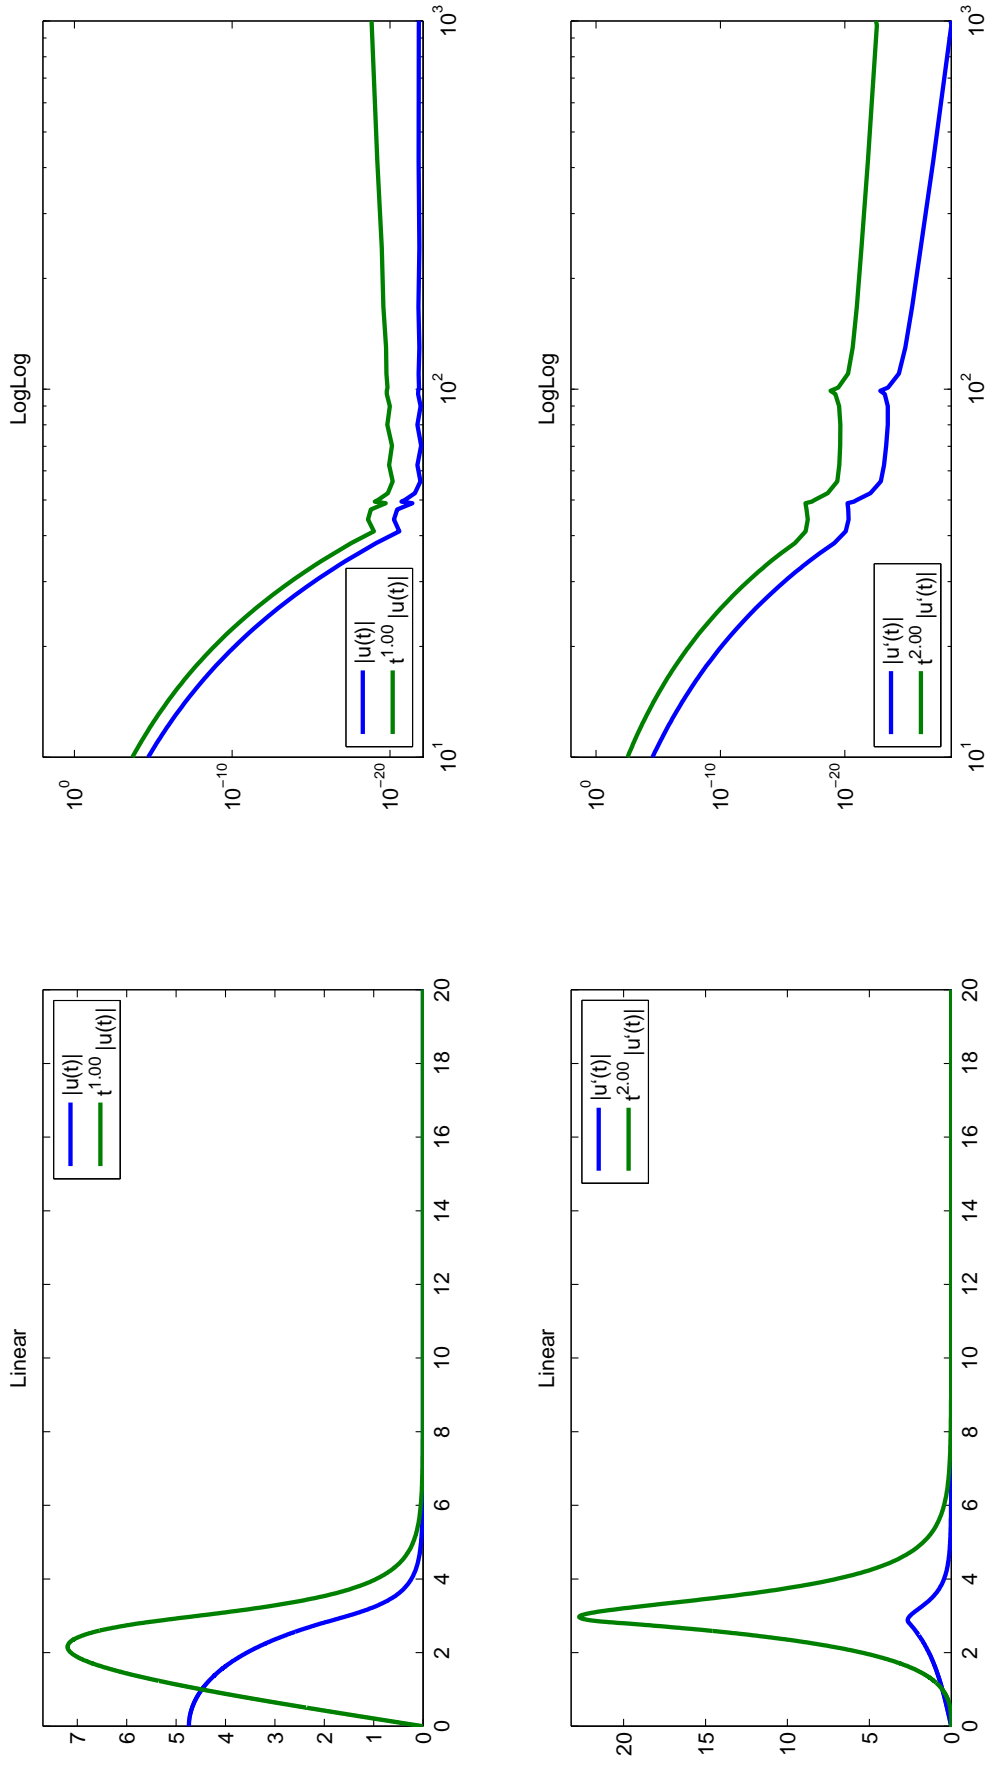 Linear
7
6
5
4
3
2
1
0
0 2 4 6 8 10 12 14 16 18 20
|u(t)|
t^1.00 |u(t)|
LogLog
10^0
10^−10
10^−20
10^1 10^2 10^3
|u(t)|
t^1.00 |u(t)|
Linear
20
15
10
5
0
0 2 4 6 8 10 12 14 16 18 20
|u‘(t)|
t^2.00 |u‘(t)|
LogLog
10^0
10^−10
10^−20
10^1 10^2 10^3
|u‘(t)|
t^2.00 |u‘(t)|